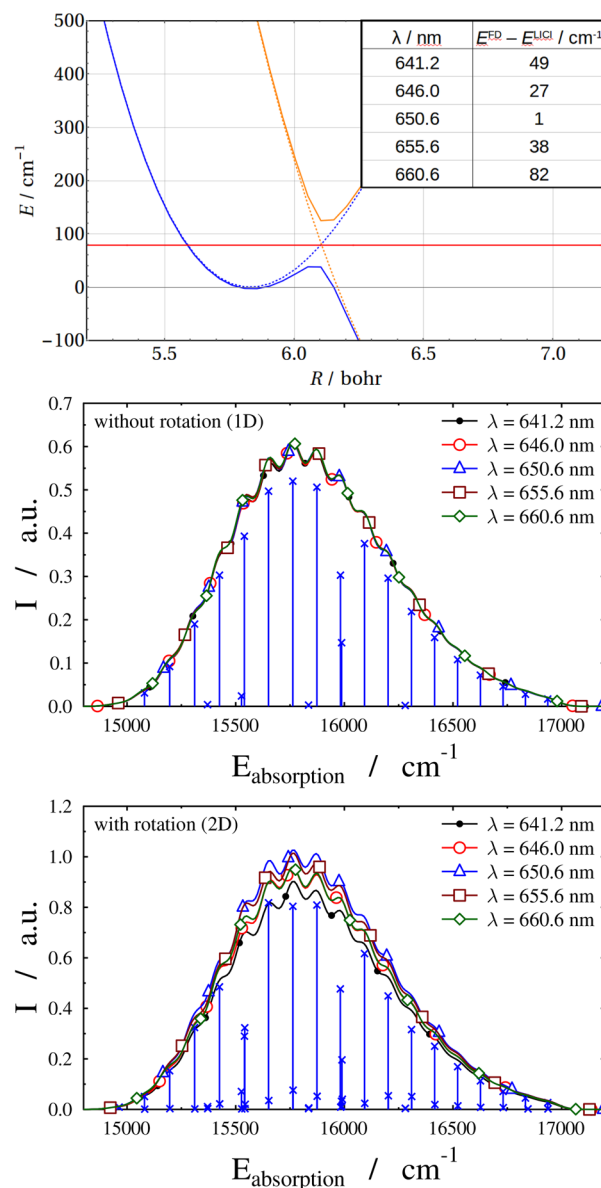 500
400
300
200
100
0
−100
E / cm⁻¹
5.5 6.0 6.5 7.0
R / bohr
λ / nm E^FD – E^LICI / cm⁻¹
641.2 49
646.0 27
650.6 1
655.6 38
660.6 82
0.7
0.6
0.5
0.4
0.3
0.2
0.1
0.0
I / a.u.
without rotation (1D)
λ = 641.2 nm
λ = 646.0 nm
λ = 650.6 nm
λ = 655.6 nm
λ = 660.6 nm
15000 15500 16000 16500 17000
E_absorption / cm⁻¹
1.2
1.0
0.8
0.6
0.4
0.2
0.0
I / a.u.
with rotation (2D)
λ = 641.2 nm
λ = 646.0 nm
λ = 650.6 nm
λ = 655.6 nm
λ = 660.6 nm
15000 15500 16000 16500 17000
E_absorption / cm⁻¹